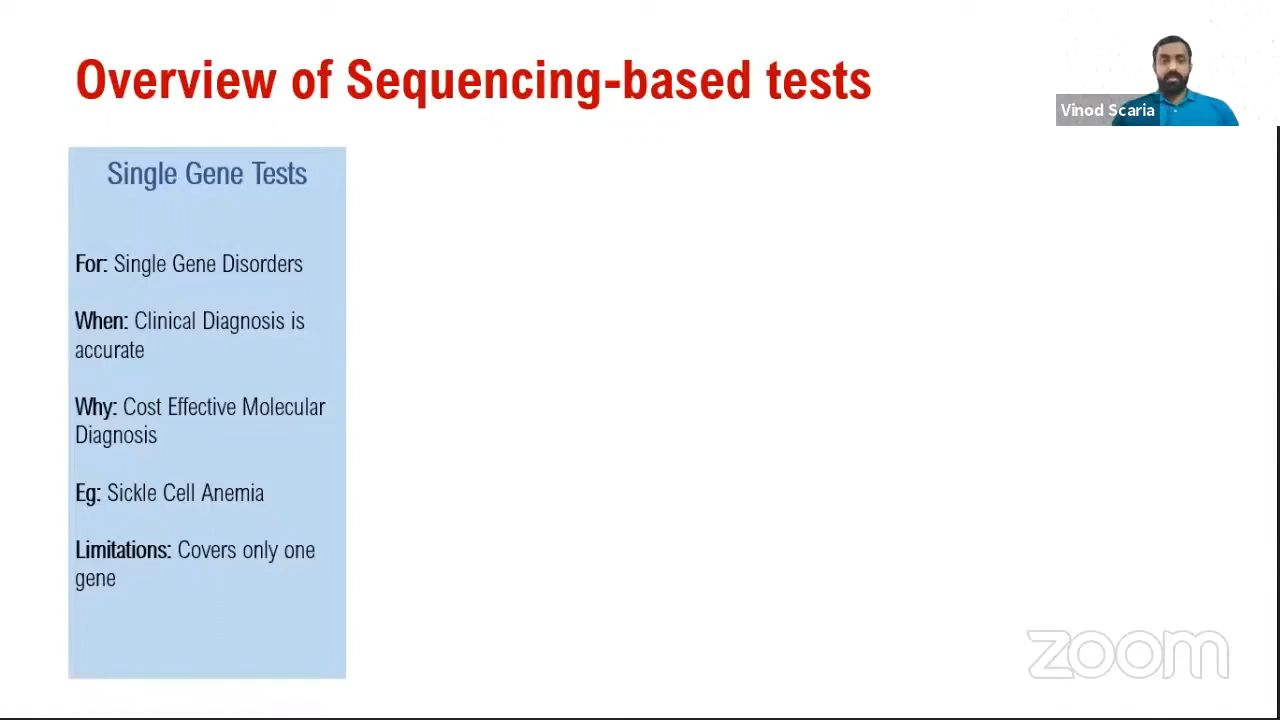 Overview of Sequencing-based tests
Vinod Scaria
Single Gene Tests
For: Single Gene Disorders
When: Clinical Diagnosis is
accurate
Why: Cost Effective Molecular
Diagnosis
Eg: Sickle Cell Anemia
Limitations: Covers only one
gene
zoom